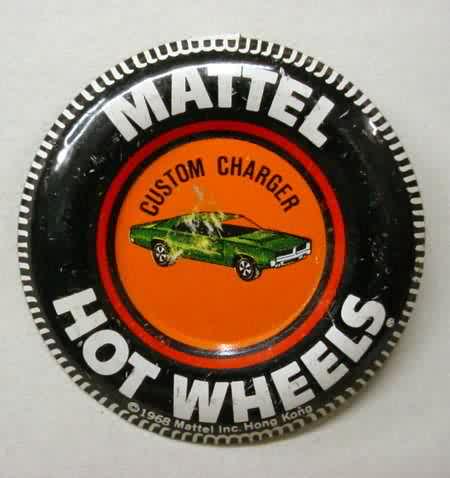 MATTEL
CUSTOM CHARGER
HOT WHEELS®
©1968 Mattel Inc. Hong Kong